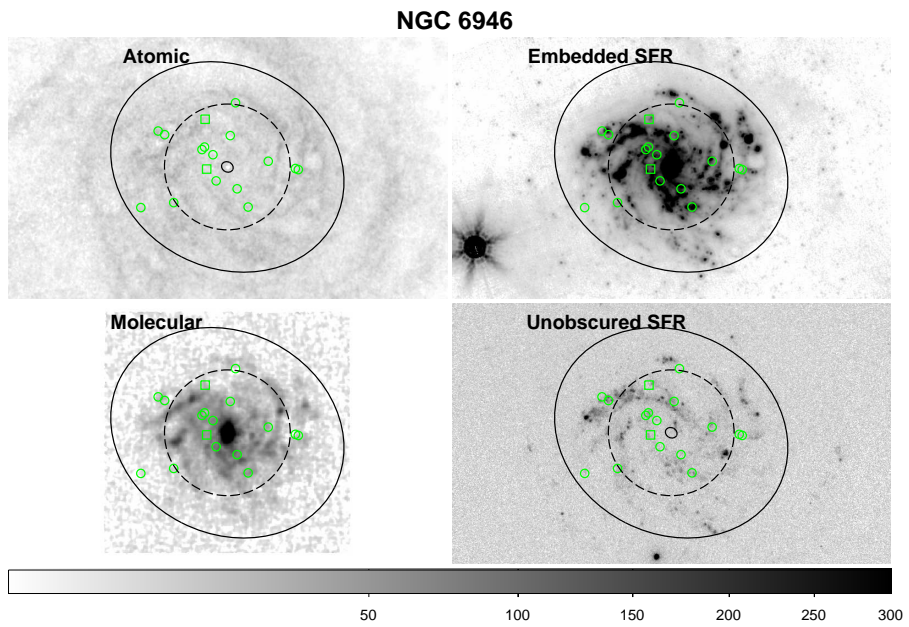 NGC 6946
Atomic
Embedded SFR
Molecular
Unobscured SFR
50 100 150 200 250 300